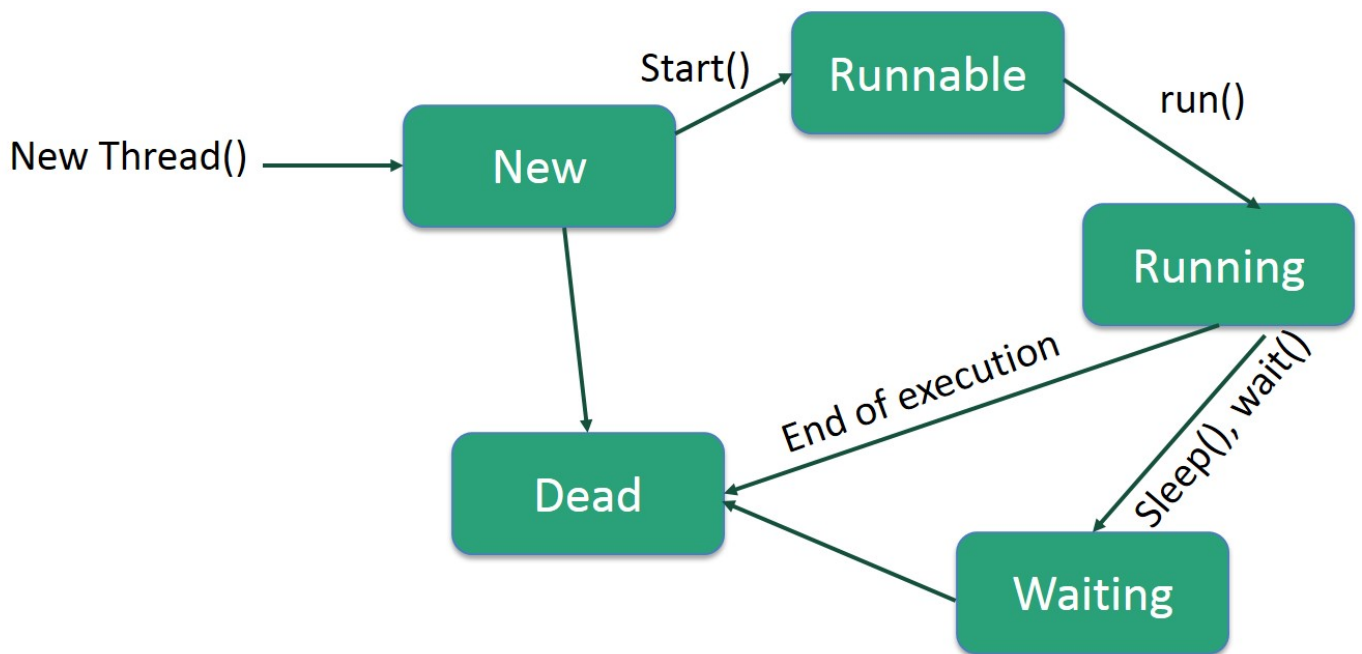 Start()
Runnable
run()
New Thread()
New
Running
End of execution
Sleep(), wait()
Dead
Waiting